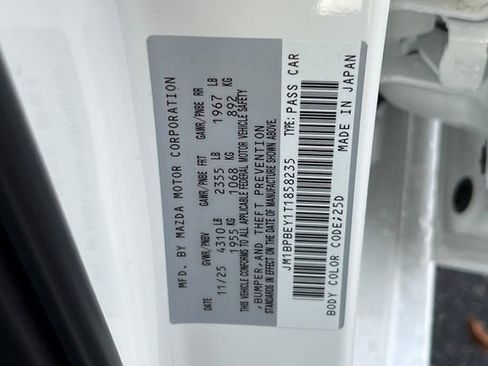 MFD. BY MAZDA MOTOR CORPORATION
DATE GVWR/PNBV GAWR/PNBE FRT GAWR/PNBE RR
11/25 4310 LB 2355 LB 1967 LB
1955 KG 1068 KG 892 KG
THIS VEHICLE CONFORMS TO ALL APPLICABLE FEDERAL MOTOR VEHICLE SAFETY
, BUMPER, AND THEFT PREVENTION
STANDARDS IN EFFECT ON THE DATE OF MANUFACTURE SHOWN ABOVE.
JM1BPBEY1T1858235 TYPE: PASS CAR
BODY COLOR CODE:25D MADE IN JAPAN